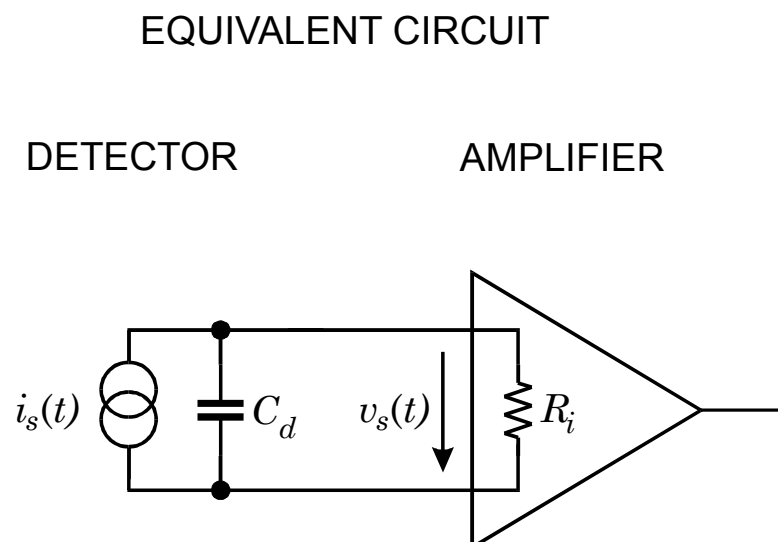 EQUIVALENT CIRCUIT
DETECTOR AMPLIFIER
i_s(t) C_d v_s(t) R_i